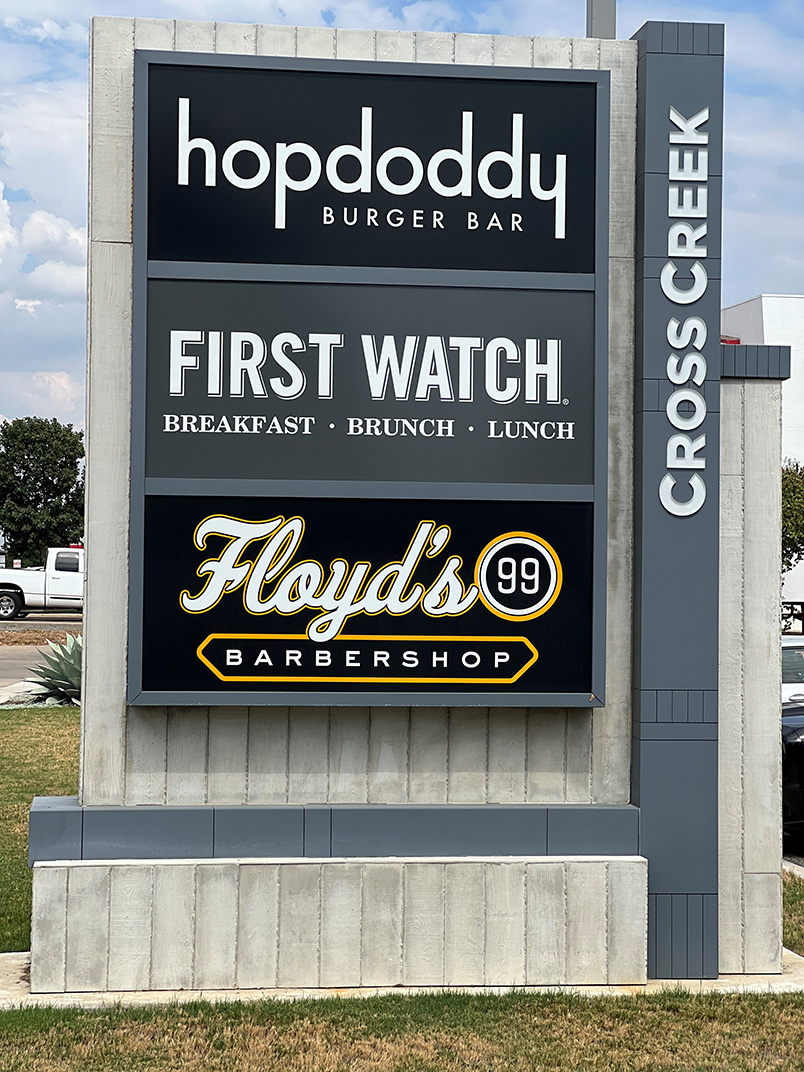 hopdoddy
BURGER BAR
FIRST WATCH®
BREAKFAST · BRUNCH · LUNCH
Floyd's 99
BARBERSHOP
CROSS CREEK